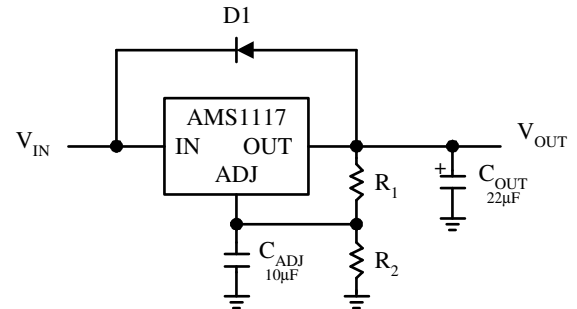 D1
AMS1117
V_IN
IN OUT
V_OUT
ADJ
+
R_1
C_OUT
22μF
C_ADJ
10μF
R_2